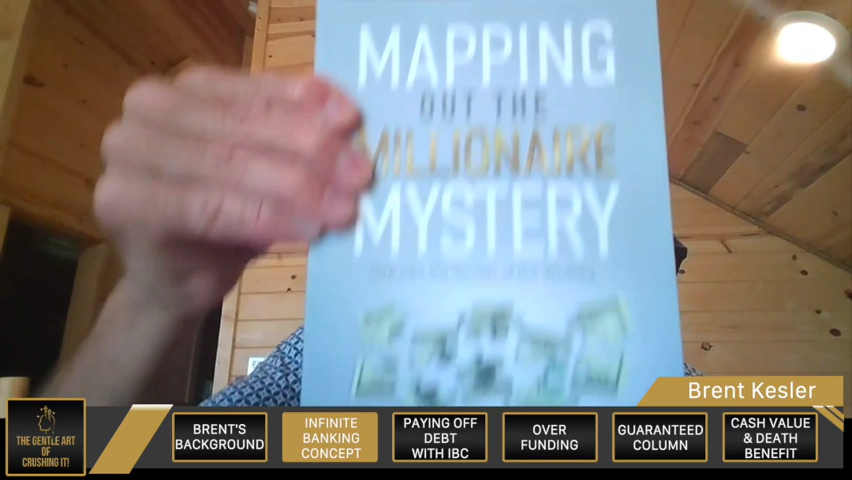 MAPPING
OUT THE
MILLIONAIRE
MYSTERY
Brent Kesler
THE GENTLE ART
OF
CRUSHING IT!
BRENT'S
BACKGROUND
INFINITE
BANKING
CONCEPT
PAYING OFF
DEBT
WITH IBC
OVER
FUNDING
GUARANTEED
COLUMN
CASH VALUE
& DEATH
BENEFIT